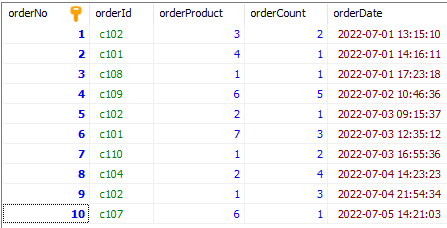 orderNo orderId orderProduct orderCount orderDate
1 c102 3 2 2022-07-01 13:15:10
2 c101 4 1 2022-07-01 14:16:11
3 c108 1 1 2022-07-01 17:23:18
4 c109 6 5 2022-07-02 10:46:36
5 c102 2 1 2022-07-03 09:15:37
6 c101 7 3 2022-07-03 12:35:12
7 c110 1 2 2022-07-03 16:55:36
8 c104 2 4 2022-07-04 14:23:23
9 c102 1 3 2022-07-04 21:54:34
10 c107 6 1 2022-07-05 14:21:03